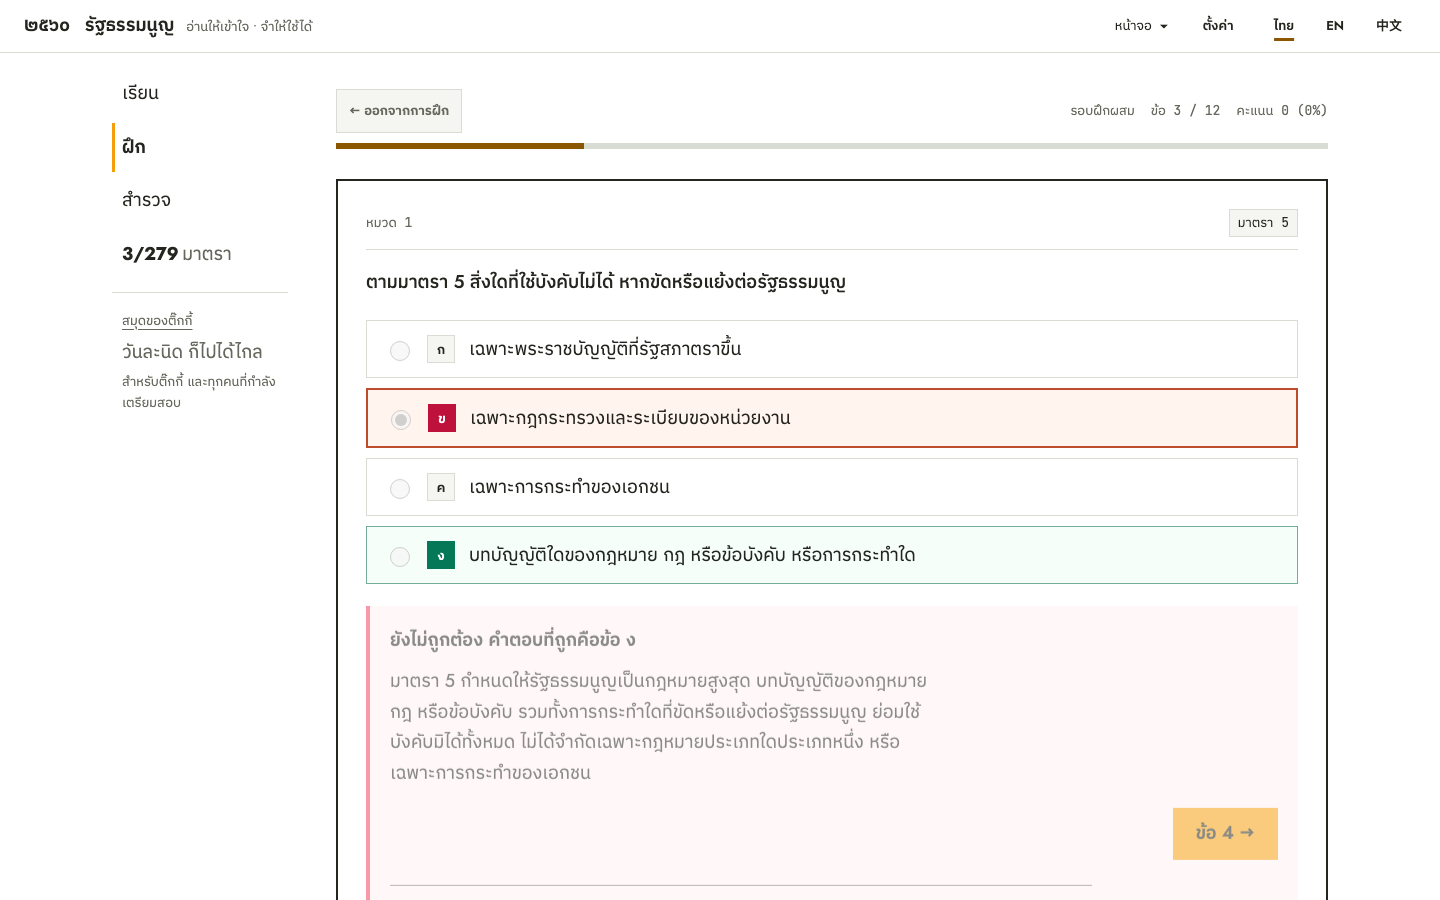 ๒๕๖๐ รัฐธรรมนูญ อ่านให้เข้าใจ · จำให้ใช้ได้
หน้าจอ ตั้งค่า ไทย EN 中文
เรียน
ฝึก
สำรวจ
3/279 มาตรา
สมุดของติ๊กกี้
วันละนิด ก็ไปได้ไกล
สำหรับติ๊กกี้ และทุกคนที่กำลัง
เตรียมสอบ
← ออกจากการฝึก
รอบฝึกผสม ข้อ 3 / 12 คะแนน 0 (0%)
หมวด 1
มาตรา 5
ตามมาตรา 5 สิ่งใดที่ใช้บังคับไม่ได้ หากขัดหรือแย้งต่อรัฐธรรมนูญ
ก เฉพาะพระราชบัญญัติที่รัฐสภาตราขึ้น
ข เฉพาะกฎกระทรวงและระเบียบของหน่วยงาน
ค เฉพาะการกระทำของเอกชน
ง บทบัญญัติใดของกฎหมาย กฎ หรือข้อบังคับ หรือการกระทำใด
ยังไม่ถูกต้อง คำตอบที่ถูกคือข้อ ง
มาตรา 5 กำหนดให้รัฐธรรมนูญเป็นกฎหมายสูงสุด บทบัญญัติของกฎหมาย
กฎ หรือข้อบังคับ รวมทั้งการกระทำใดที่ขัดหรือแย้งต่อรัฐธรรมนูญ ย่อมใช้
บังคับมิได้ทั้งหมด ไม่ได้จำกัดเฉพาะกฎหมายประเภทใดประเภทหนึ่ง หรือ
เฉพาะการกระทำของเอกชน
ข้อ 4 →